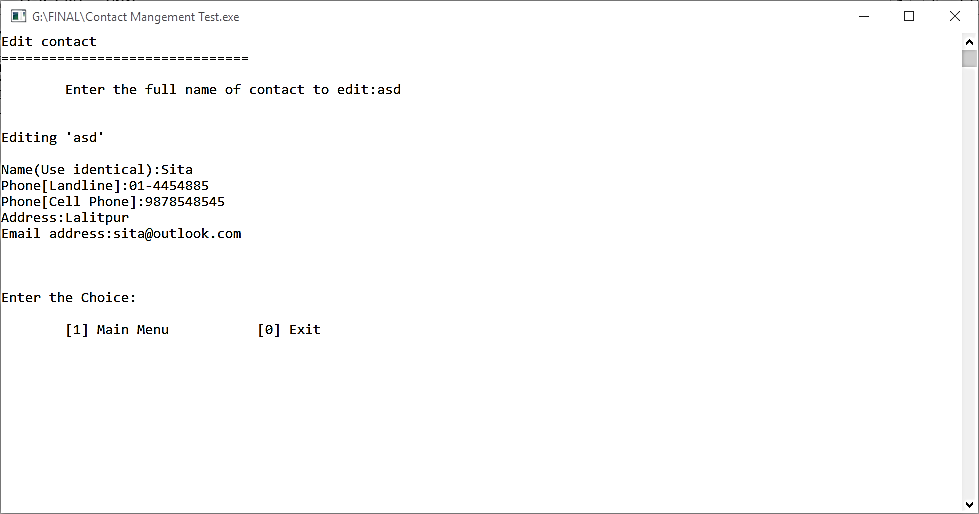 G:\FINAL\Contact Mangement Test.exe
Edit contact
===============================
Enter the full name of contact to edit:asd
Editing 'asd'
Name(Use identical):Sita
Phone[Landline]:01-4454885
Phone[Cell Phone]:9878548545
Address:Lalitpur
Email address:sita@outlook.com
Enter the Choice:
[1] Main Menu [0] Exit